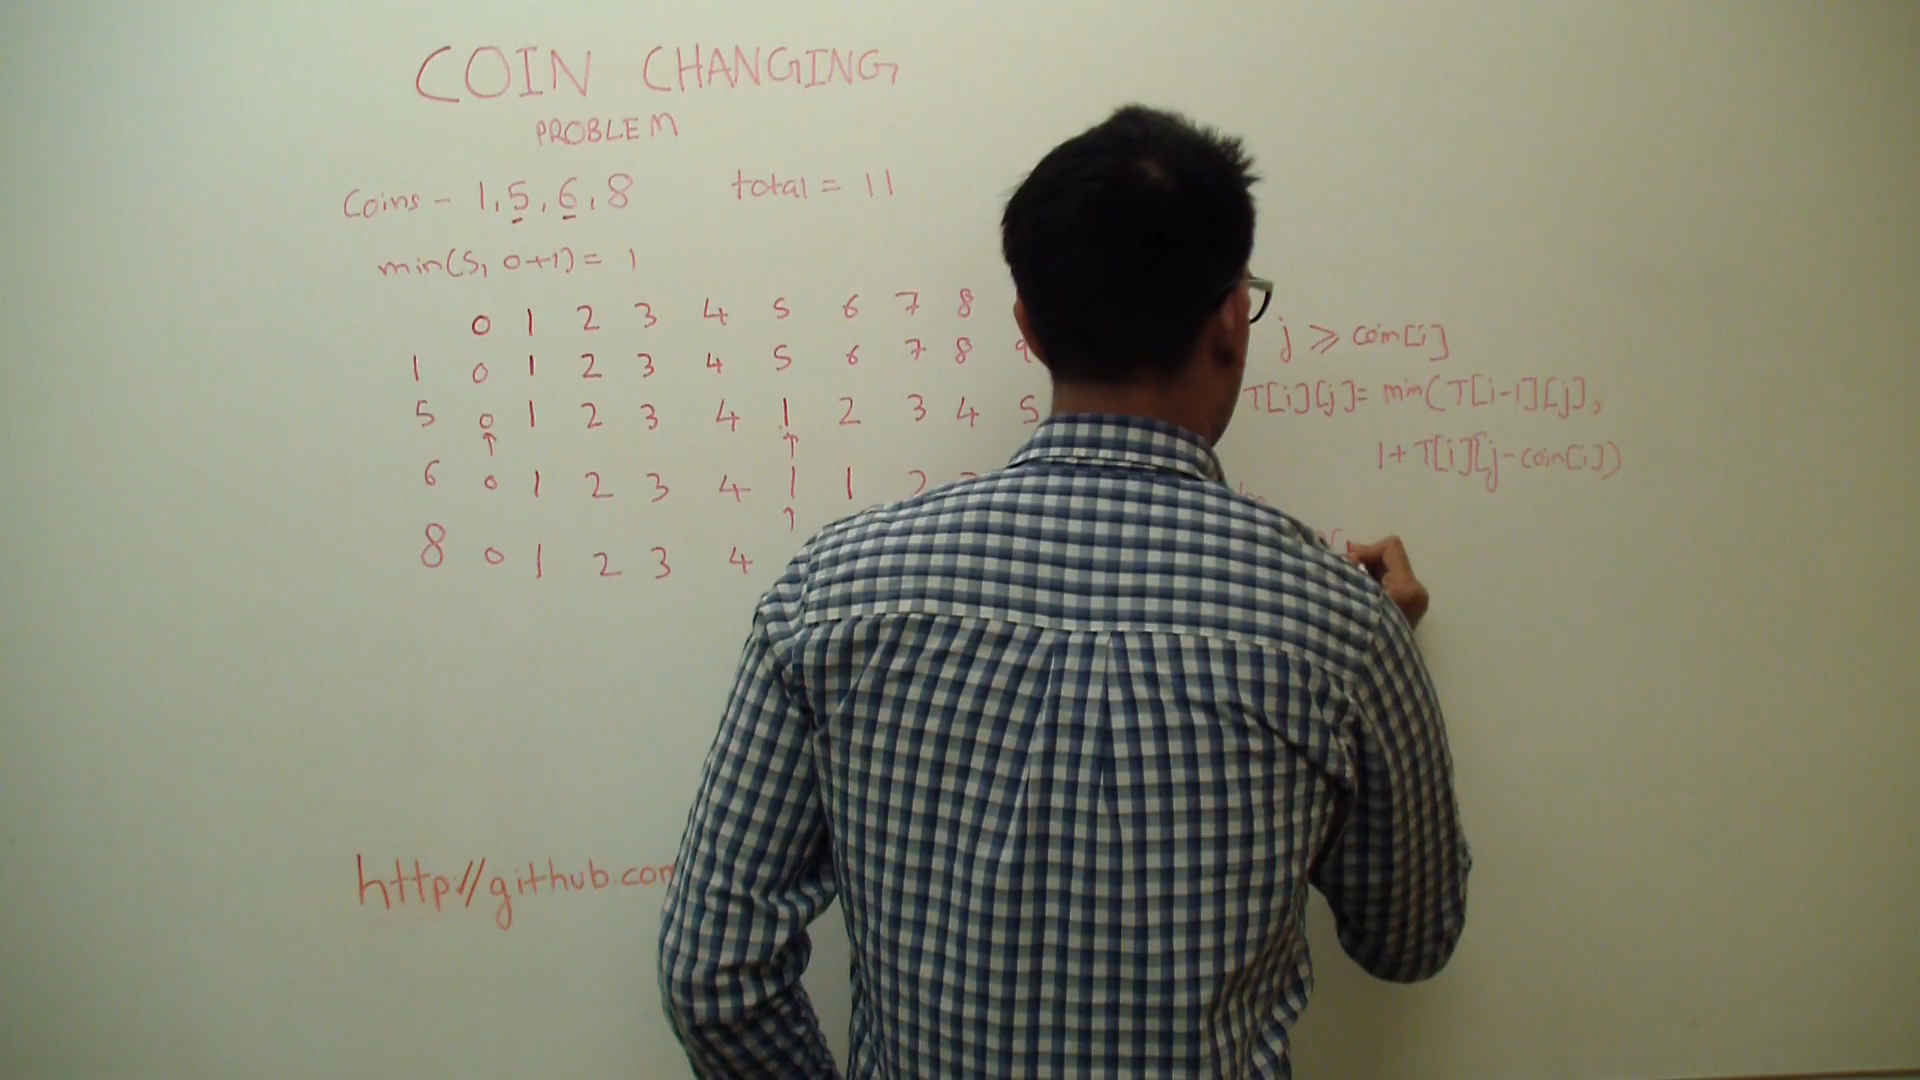 COIN CHANGING
PROBLEM
Coins - 1, 5, 6, 8 total = 11
min(5, 0+1) = 1
0 1 2 3 4 5 6 7 8
1 0 1 2 3 4 5 6 7 8 9
5 0 1 2 3 4 1 2 3 4 5
6 0 1 2 3 4 1 1 2
8 0 1 2 3 4
j >= coin[i]
T[i][j] = min(T[i-1][j],
1+T[i][j-coin[i])
http://github.com